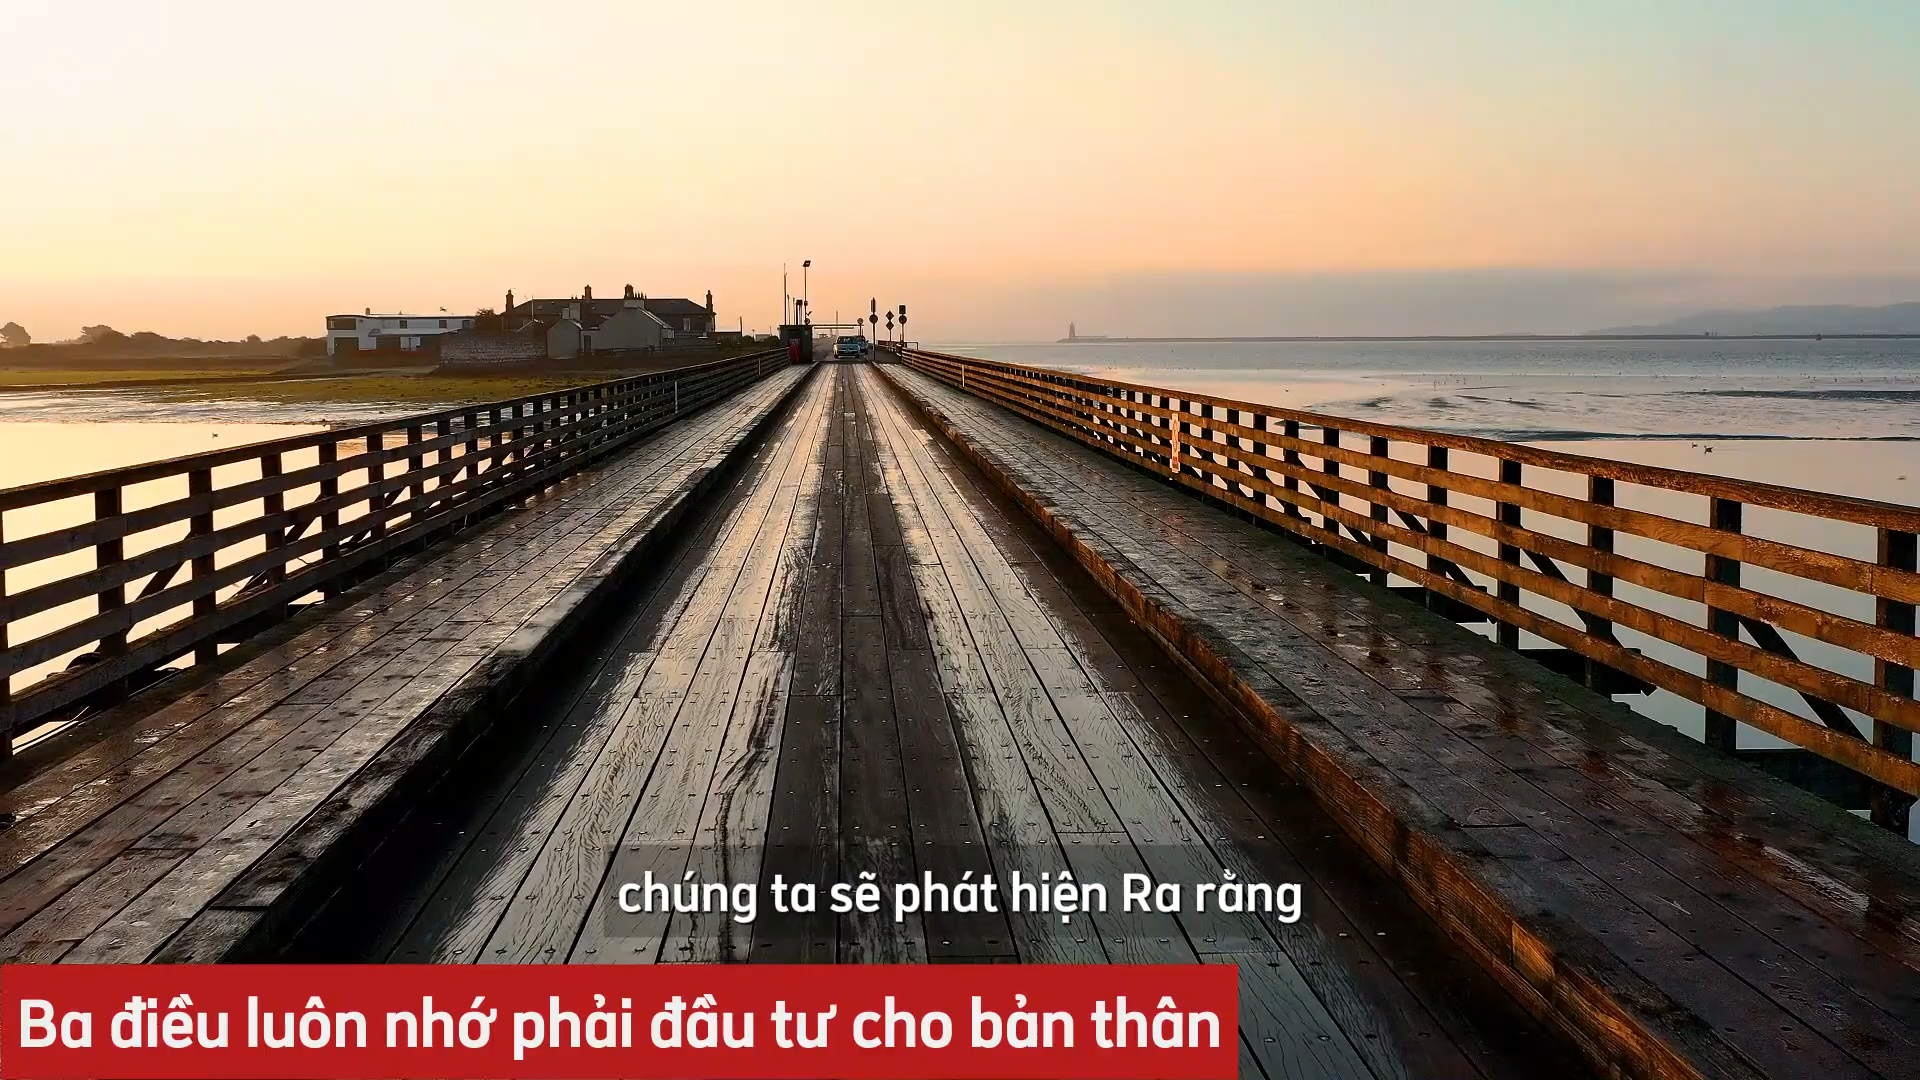 chúng ta sẽ phát hiện Ra rằng
Ba điều luôn nhớ phải đầu tư cho bản thân